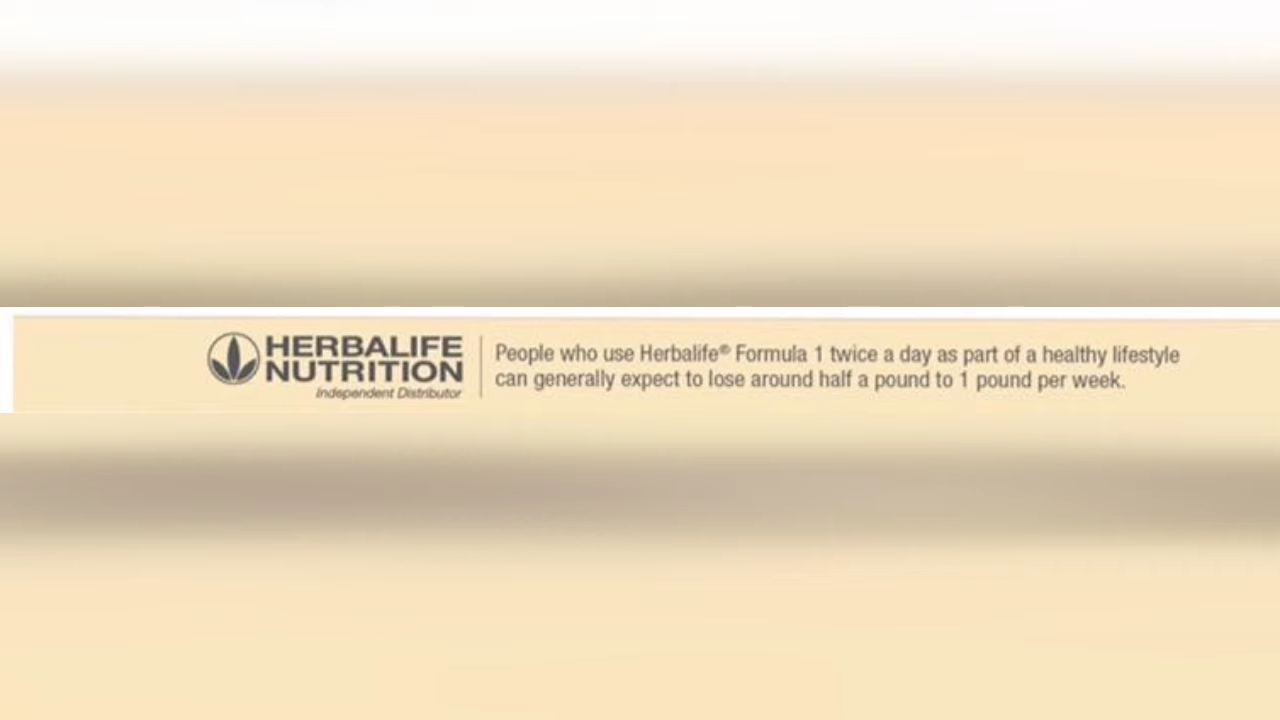 HERBALIFE
NUTRITION
Independent Distributor
People who use Herbalife® Formula 1 twice a day as part of a healthy lifestyle
can generally expect to lose around half a pound to 1 pound per week.